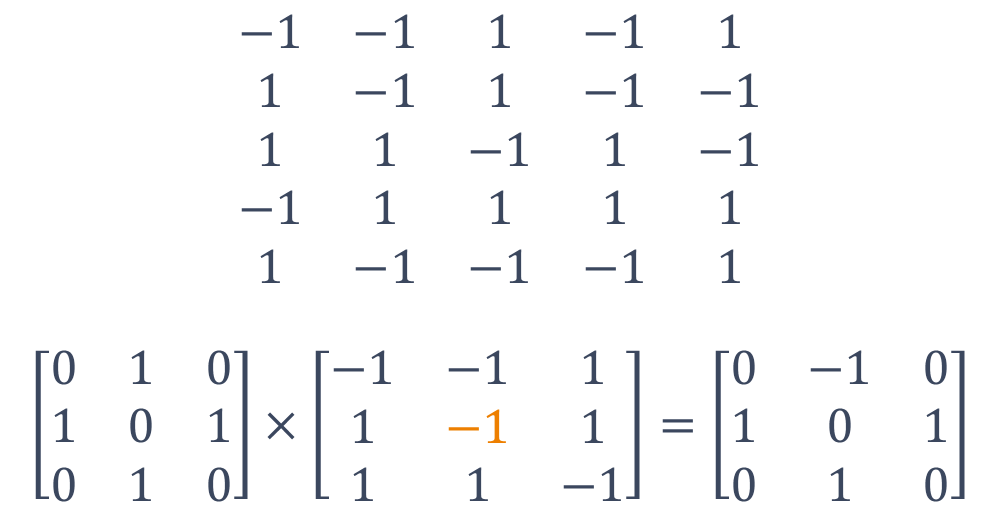 −1 −1 1 −1 1
1 −1 1 −1 −1
1 1 −1 1 −1
−1 1 1 1 1
1 −1 −1 −1 1
[0 1 0] [−1 −1 1] [0 −1 0]
[1 0 1] × [1 −1 1] = [1 0 1]
[0 1 0] [1 1 −1] [0 1 0]